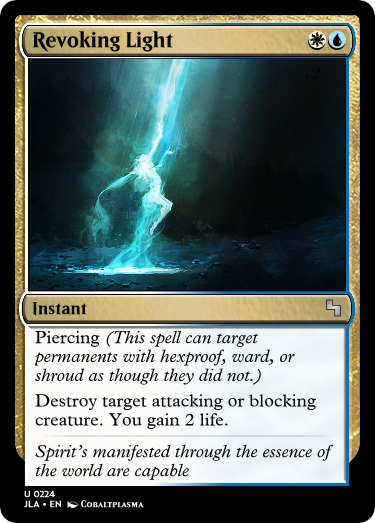 Revoking Light
Instant
Piercing (This spell can target
permanents with hexproof, ward, or
shroud as though they did not.)
Destroy target attacking or blocking
creature. You gain 2 life.
Spirit's manifested through the essence of
the world are capable
U 0224
JLA • EN Cobaltplasma